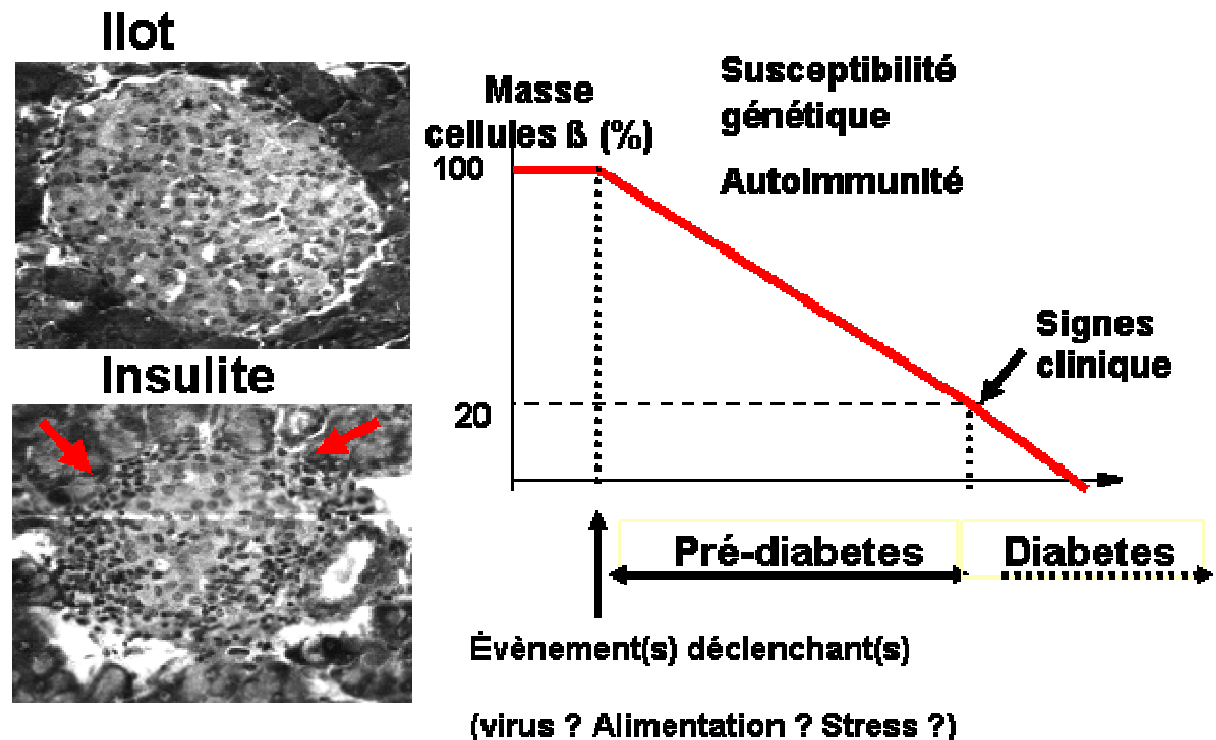 Ilot
Insulite
Masse
cellules ß (%)
100
20
Susceptibilité
génétique
Autoimmunité
Signes
clinique
Pré-diabetes
Diabetes
Évènement(s) déclenchant(s)
(virus ? Alimentation ? Stress ?)